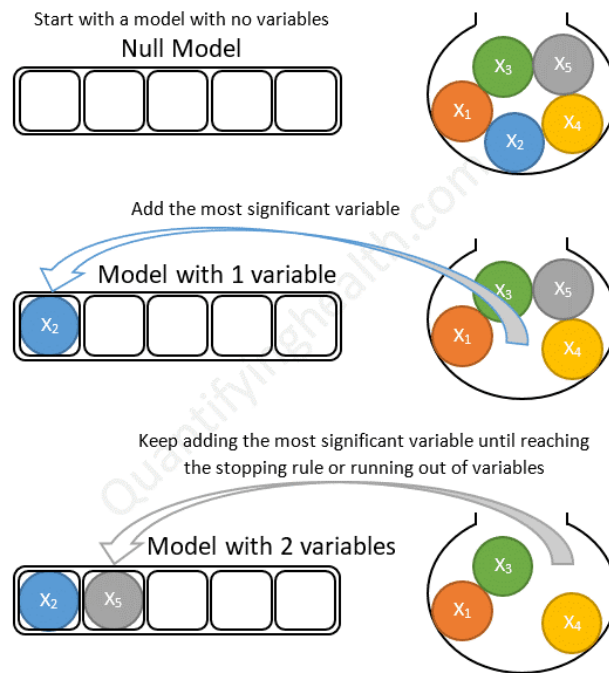 Start with a model with no variables
Null Model
X3
X5
X1
X4
X2
Add the most significant variable
Model with 1 variable
X2
X3
X5
X1
X4
Keep adding the most significant variable until reaching
the stopping rule or running out of variables
Model with 2 variables
X2
X5
X3
X1
X4
Quantifyinghealth.com